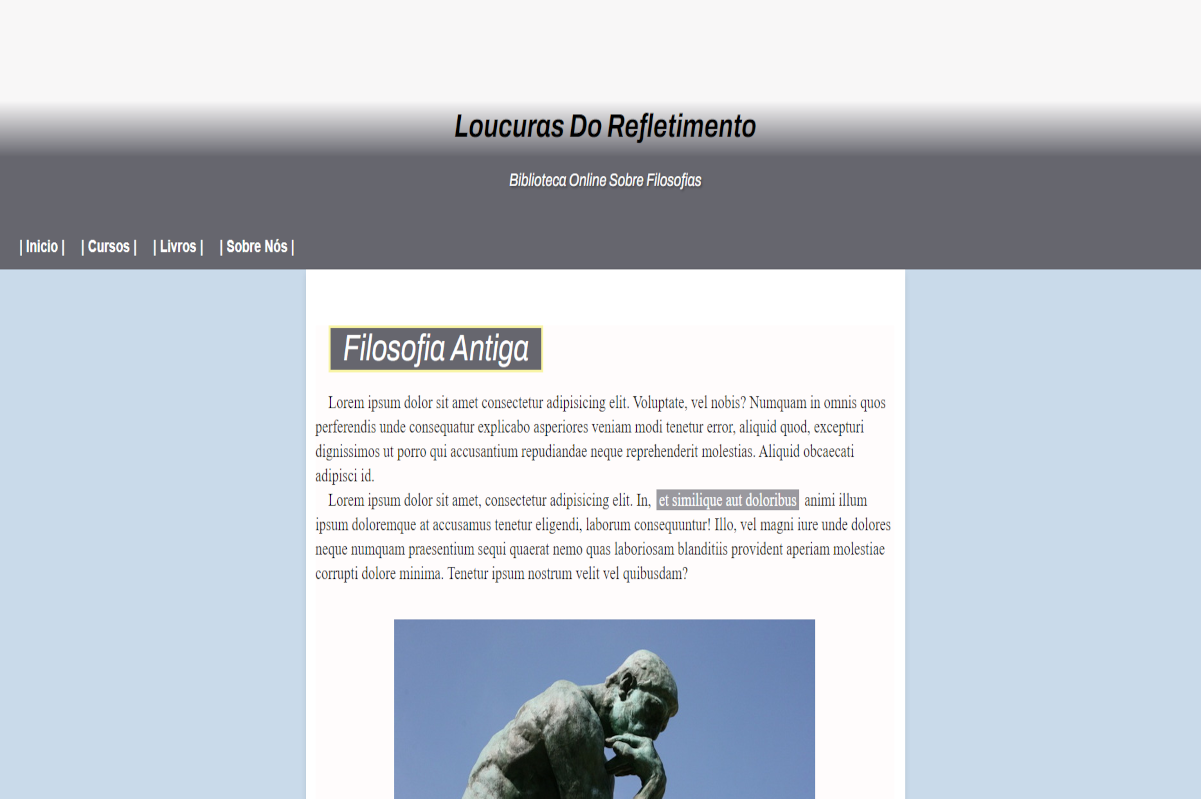 Loucuras Do Refletimento
Biblioteca Online Sobre Filosofias
| Inicio | | Cursos | | Livros | | Sobre Nós |
Filosofia Antiga
Lorem ipsum dolor sit amet consectetur adipisicing elit. Voluptate, vel nobis? Numquam in omnis quos
perferendis unde consequatur explicabo asperiores veniam modi tenetur error, aliquid quod, excepturi
dignissimos ut porro qui accusantium repudiandae neque reprehenderit molestias. Aliquid obcaecati
adipisci id.
Lorem ipsum dolor sit amet, consectetur adipisicing elit. In, et similique aut doloribus animi illum
ipsum doloremque at accusamus tenetur eligendi, laborum consequuntur! Illo, vel magni iure unde dolores
neque numquam praesentium sequi quaerat nemo quas laboriosam blanditiis provident aperiam molestiae
corrupti dolore minima. Tenetur ipsum nostrum velit vel quibusdam?